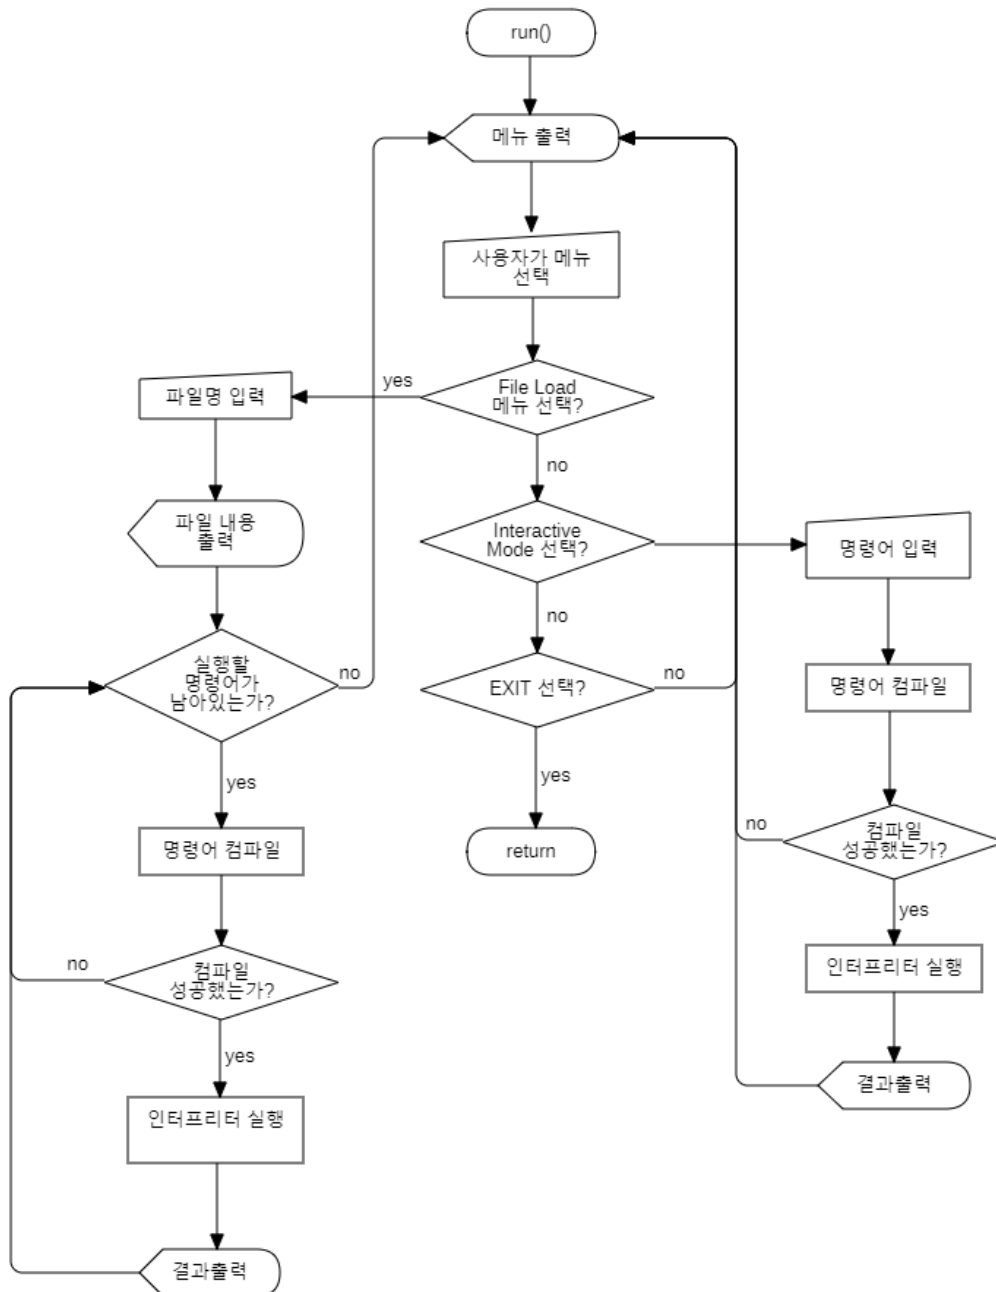 run()
메뉴 출력
사용자가 메뉴
선택
File Load
메뉴 선택?
yes
파일명 입력
no
파일 내용
출력
Interactive
Mode 선택?
명령어 입력
no
실행할
명령어가
남아있는가?
no
EXIT 선택?
no
명령어 컴파일
yes
yes
명령어 컴파일
return
no
컴파일
성공했는가?
yes
no
컴파일
성공했는가?
인터프리터 실행
yes
인터프리터 실행
결과출력
결과출력